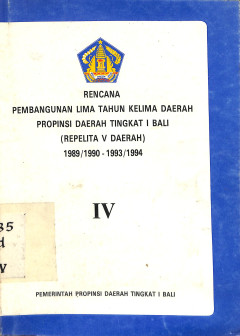 RENCANA
PEMBANGUNAN LIMA TAHUN KELIMA DAERAH
PROPINSI DAERAH TINGKAT I BALI
(REPELITA V DAERAH)
1989/1990 - 1993/1994
IV
35
d
V
PEMERINTAH PROPINSI DAERAH TINGKAT I BALI